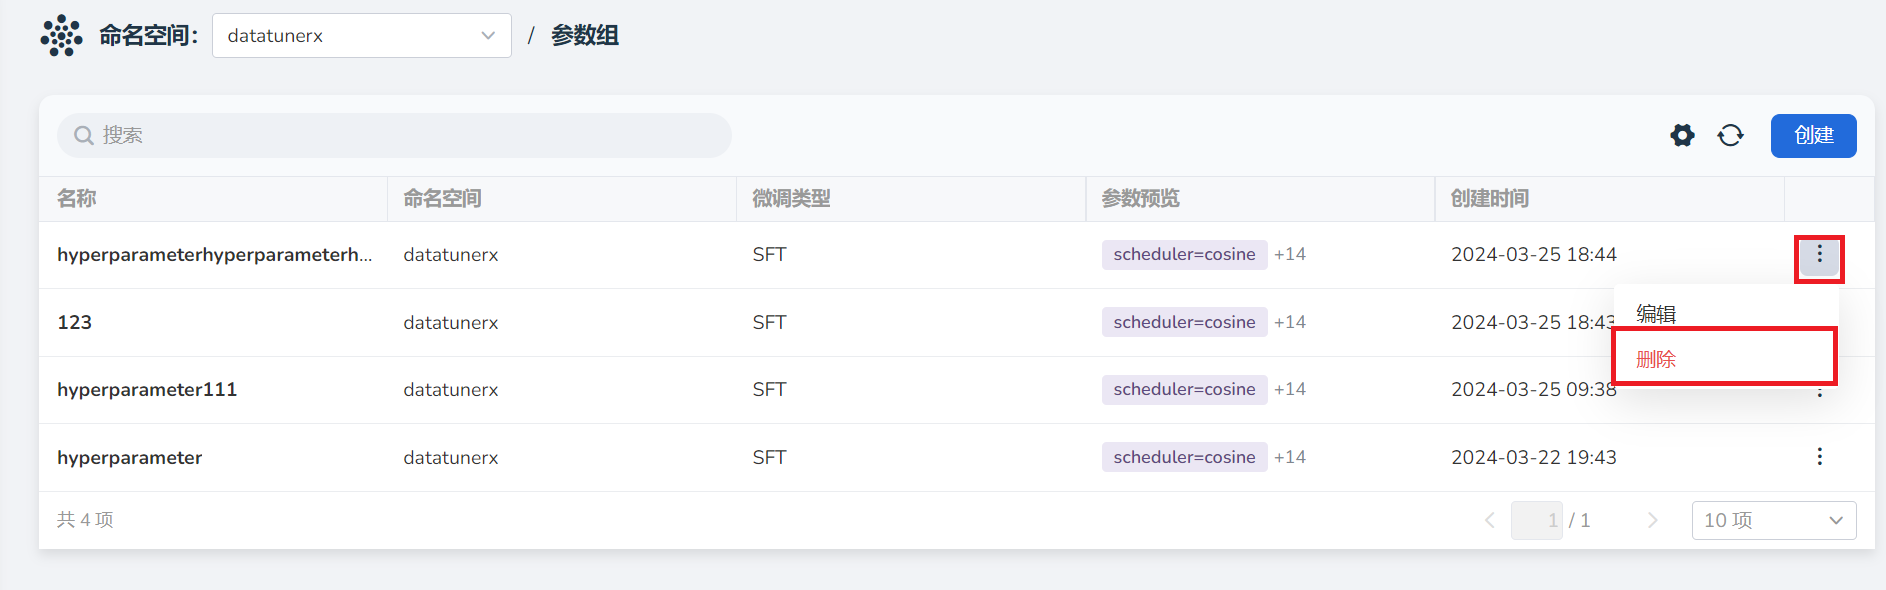 命名空间： datatunerx / 参数组
搜索 创建
名称 命名空间 微调类型 参数预览 创建时间
hyperparameterhyperparameterh... datatunerx SFT scheduler=cosine +14 2024-03-25 18:44
编辑
123 datatunerx SFT scheduler=cosine +14 2024-03-25 18:43
删除
hyperparameter111 datatunerx SFT scheduler=cosine +14 2024-03-25 09:38
hyperparameter datatunerx SFT scheduler=cosine +14 2024-03-22 19:43
共 4 项 1 / 1 10 项